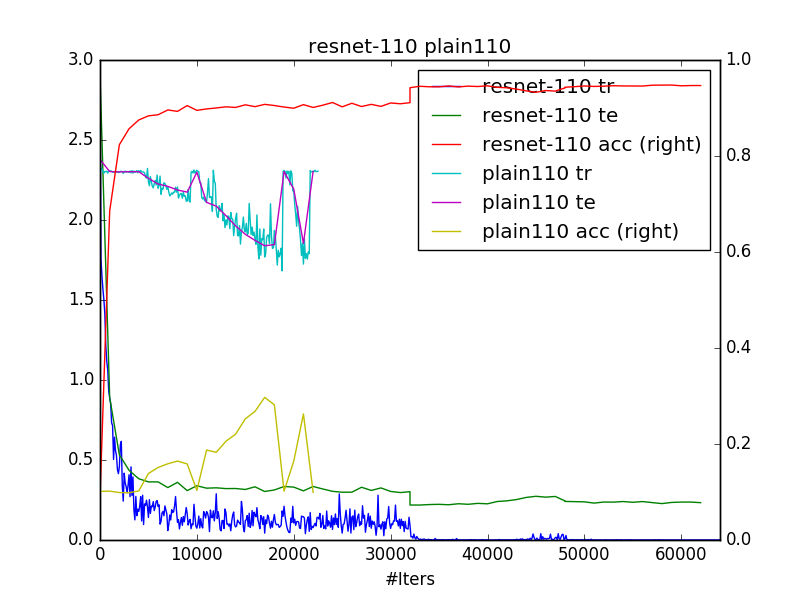 resnet-110 plain110
3.0
2.5
2.0
1.5
1.0
0.5
0.0
1.0
0.8
0.6
0.4
0.2
0.0
resnet-110 tr
resnet-110 te
resnet-110 acc (right)
plain110 tr
plain110 te
plain110 acc (right)
0 10000 20000 30000 40000 50000 60000
#Iters